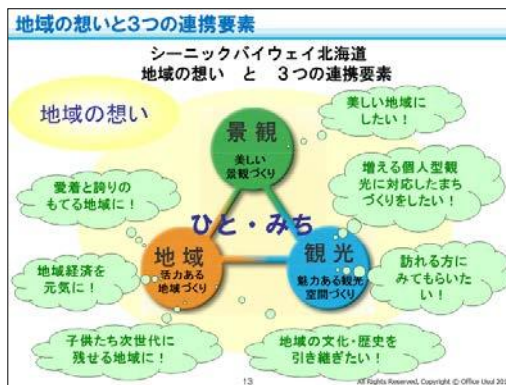 地域の想いと3つの連携要素
シーニックバイウェイ北海道
地域の想い と 3つの連携要素
地域の想い
美しい地域に
したい！
景観
美しい
景観づくり
増える個人型観
光に対応したまち
づくりをしたい！
愛着と誇りの
もてる地域に！
ひと・みち
地域
活力ある
地域づくり
観光
魅力ある観光
空間づくり
訪れる方に
みてもらいた
い！
地域経済を
元気に！
子供たち次世代に
残せる地域に！
地域の文化・歴史を
引き継ぎたい！
13
All Rights Reserved, Copyright © Office Usui